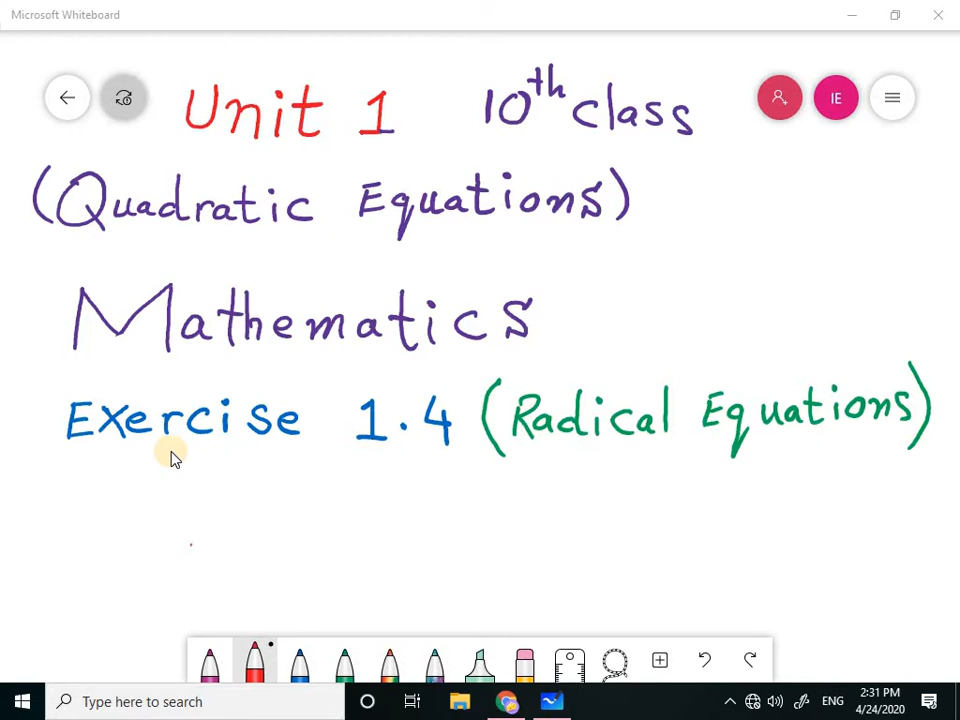 Microsoft Whiteboard
Unit 1 10th class
IE
(Quadratic Equations)
Mathematics
Exercise 1.4 (Radical Equations)
Type here to search
ENG
2:31 PM
4/24/2020